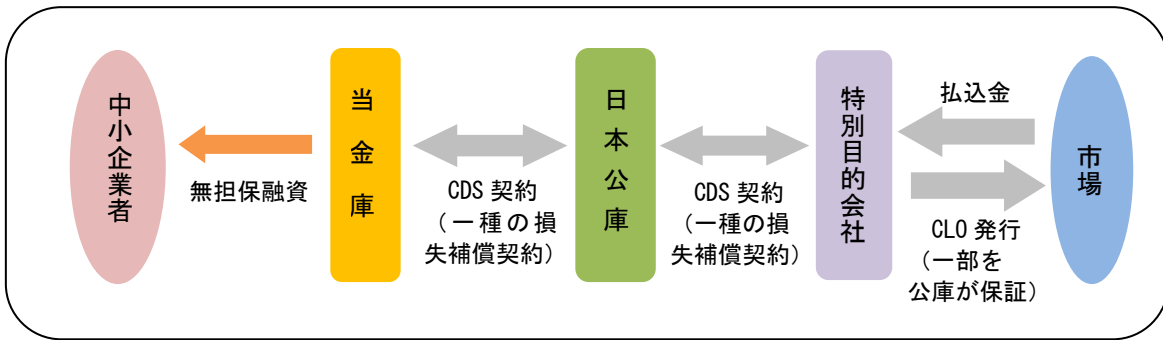 中小企業者
無担保融資
当金庫
CDS 契約
（一種の損
失補償契約）
日本公庫
CDS 契約
（一種の損
失補償契約）
特別目的会社
払込金
CLO 発行
（一部を
公庫が保証）
市場